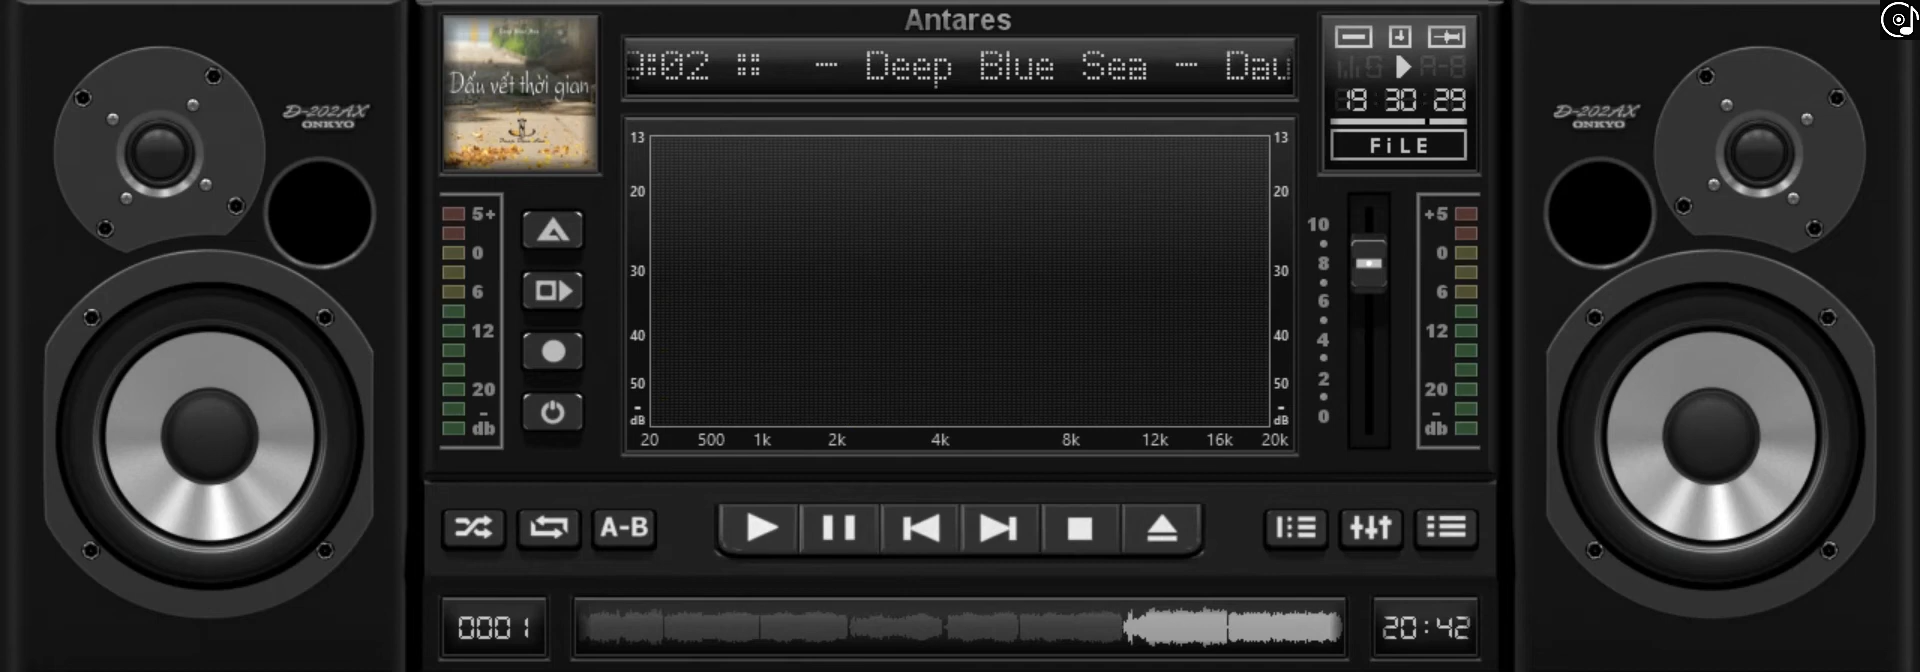 Antares
:02 :: - Deep Blue Sea - Dau
Dấu vết thời gian
D-202AX
ONKYO
D-202AX
ONKYO
A-B
19 30 29
FiLE
13
20
30
40
50
-
dB
13
20
30
40
50
-
dB
20 500 1k 2k 4k 8k 12k 16k 20k
5+
0
6
12
20
-
db
10
8
6
4
2
0
+5
0
6
12
20
-
db
A-B
0001
20:42